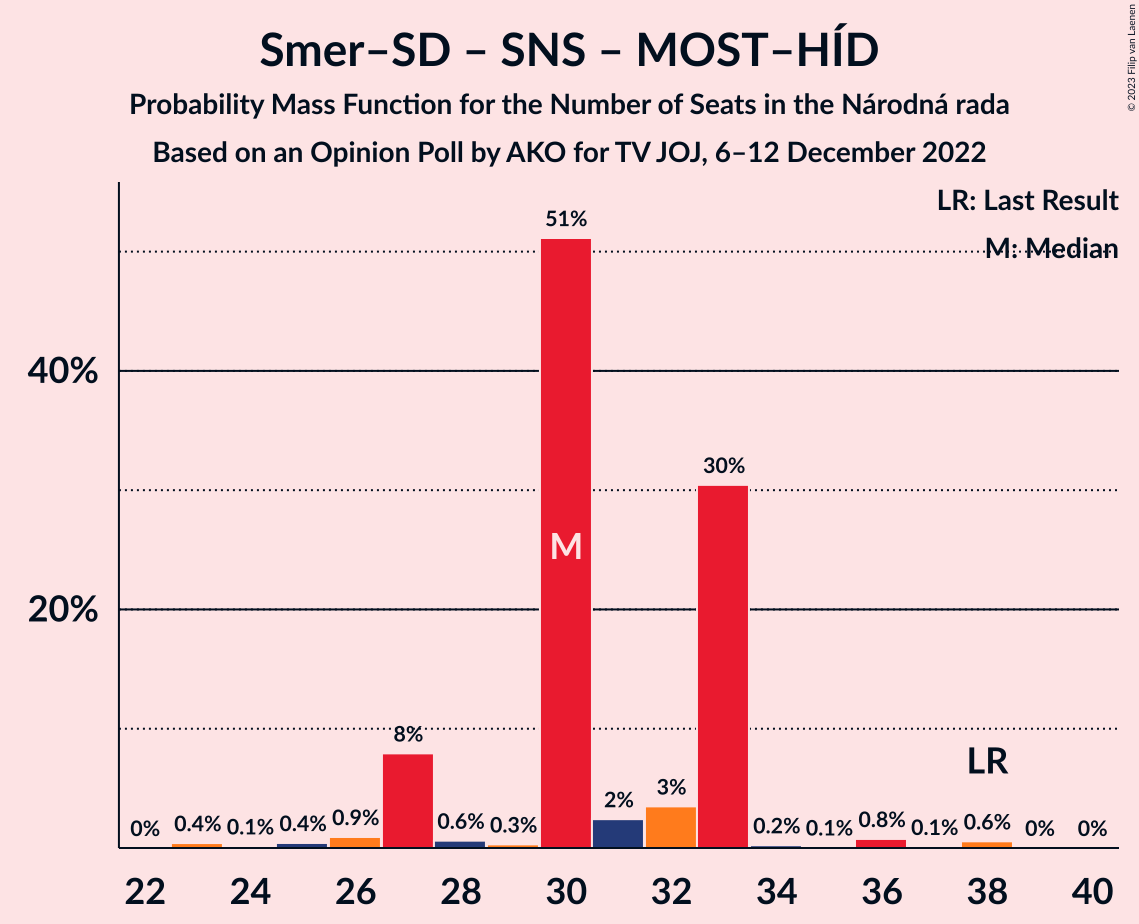 Smer–SD – SNS – MOST–HÍD
Probability Mass Function for the Number of Seats in the Národná rada
Based on an Opinion Poll by AKO for TV JOJ, 6–12 December 2022
© 2023 Filip van Laenen
LR: Last Result
M: Median
40%
20%
0%
0.4%
0.1%
0.4%
0.9%
8%
0.6%
0.3%
51%
M
2%
3%
30%
0.2%
0.1%
0.8%
0.1%
LR
0.6%
0%
0%
22 24 26 28 30 32 34 36 38 40